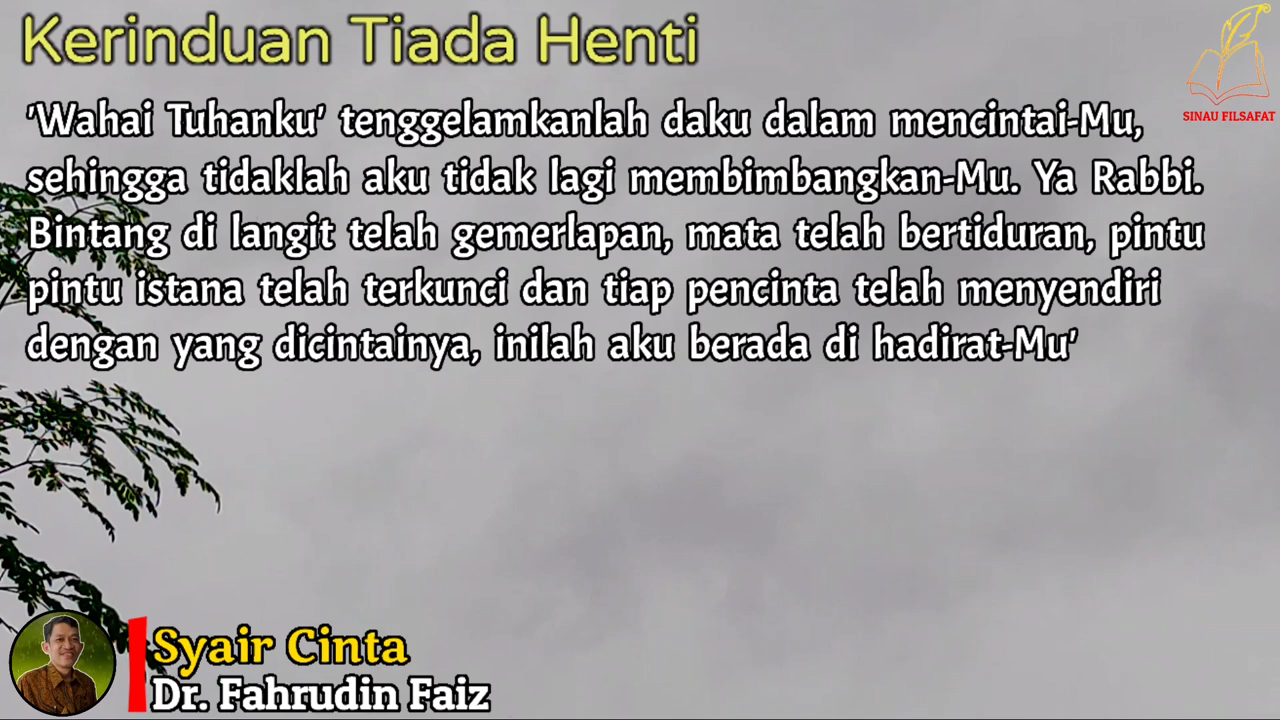 Kerinduan Tiada Henti
SINAU FILSAFAT
'Wahai Tuhanku' tenggelamkanlah daku dalam mencintai-Mu,
sehingga tidaklah aku tidak lagi membimbangkan-Mu. Ya Rabbi.
Bintang di langit telah gemerlapan, mata telah bertiduran, pintu
pintu istana telah terkunci dan tiap pencinta telah menyendiri
dengan yang dicintainya, inilah aku berada di hadirat-Mu'
Syair Cinta
Dr. Fahrudin Faiz